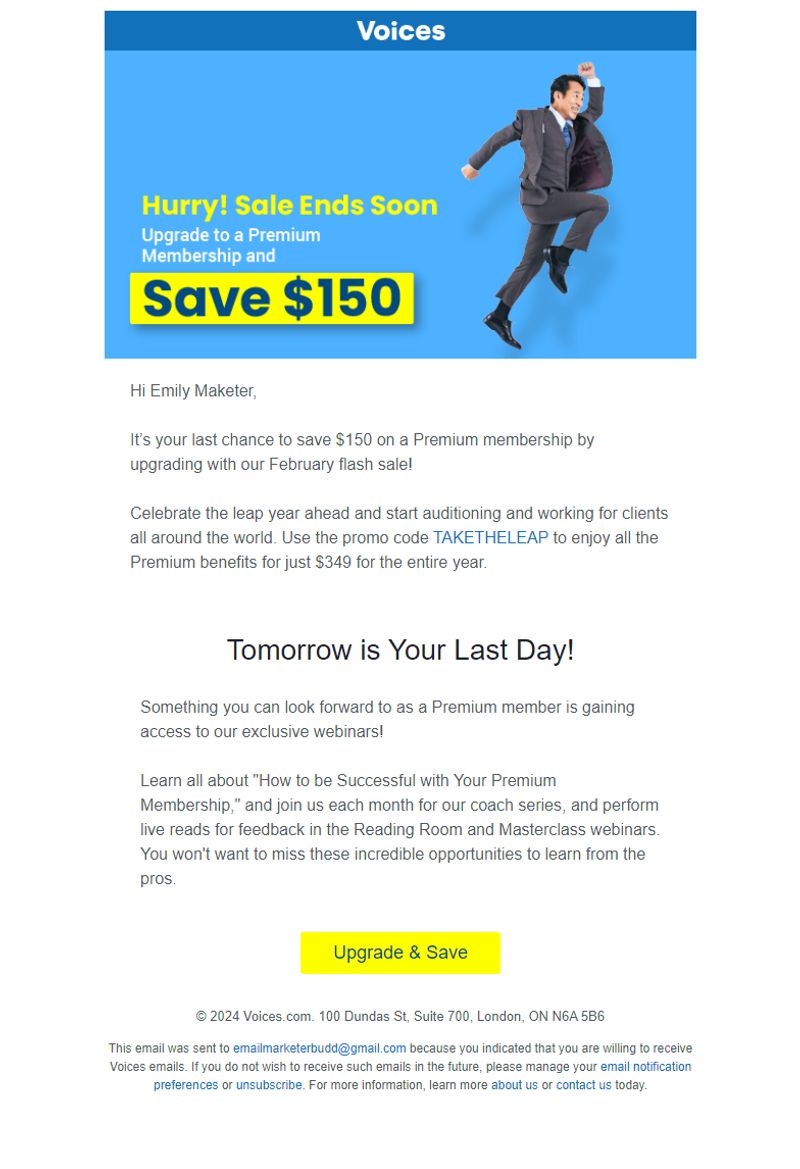 Voices
Hurry! Sale Ends Soon
Upgrade to a Premium
Membership and
Save $150
Hi Emily Maketer,
It’s your last chance to save $150 on a Premium membership by
upgrading with our February flash sale!
Celebrate the leap year ahead and start auditioning and working for clients
all around the world. Use the promo code TAKETHELEAP to enjoy all the
Premium benefits for just $349 for the entire year.
Tomorrow is Your Last Day!
Something you can look forward to as a Premium member is gaining
access to our exclusive webinars!
Learn all about "How to be Successful with Your Premium
Membership," and join us each month for our coach series, and perform
live reads for feedback in the Reading Room and Masterclass webinars.
You won't want to miss these incredible opportunities to learn from the
pros.
Upgrade & Save
© 2024 Voices.com. 100 Dundas St, Suite 700, London, ON N6A 5B6
This email was sent to emailmarketerbudd@gmail.com because you indicated that you are willing to receive
Voices emails. If you do not wish to receive such emails in the future, please manage your email notification
preferences or unsubscribe. For more information, learn more about us or contact us today.